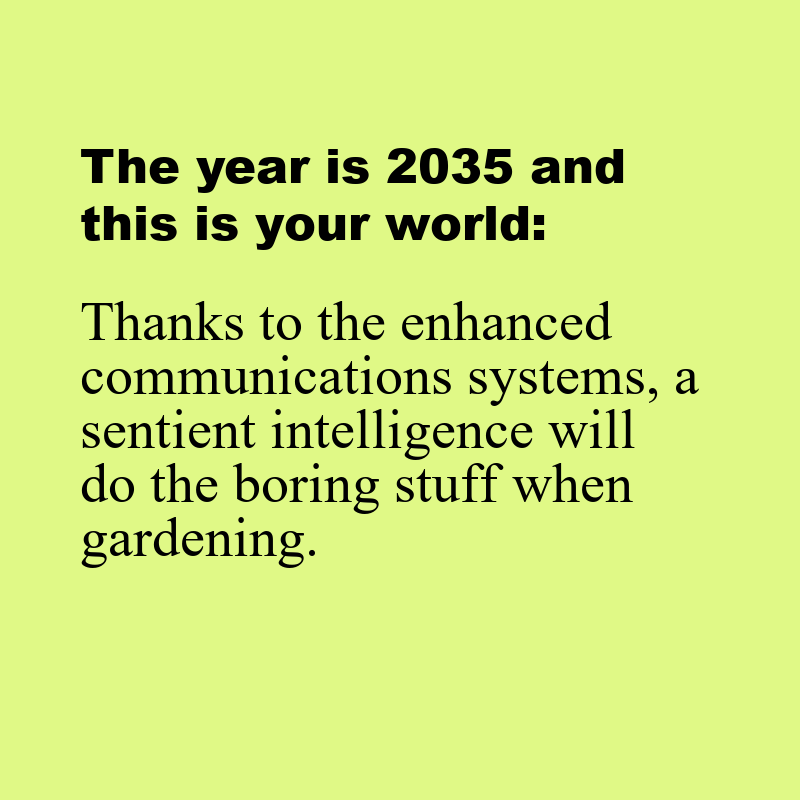 The year is 2035 and
this is your world:
Thanks to the enhanced
communications systems, a
sentient intelligence will
do the boring stuff when
gardening.